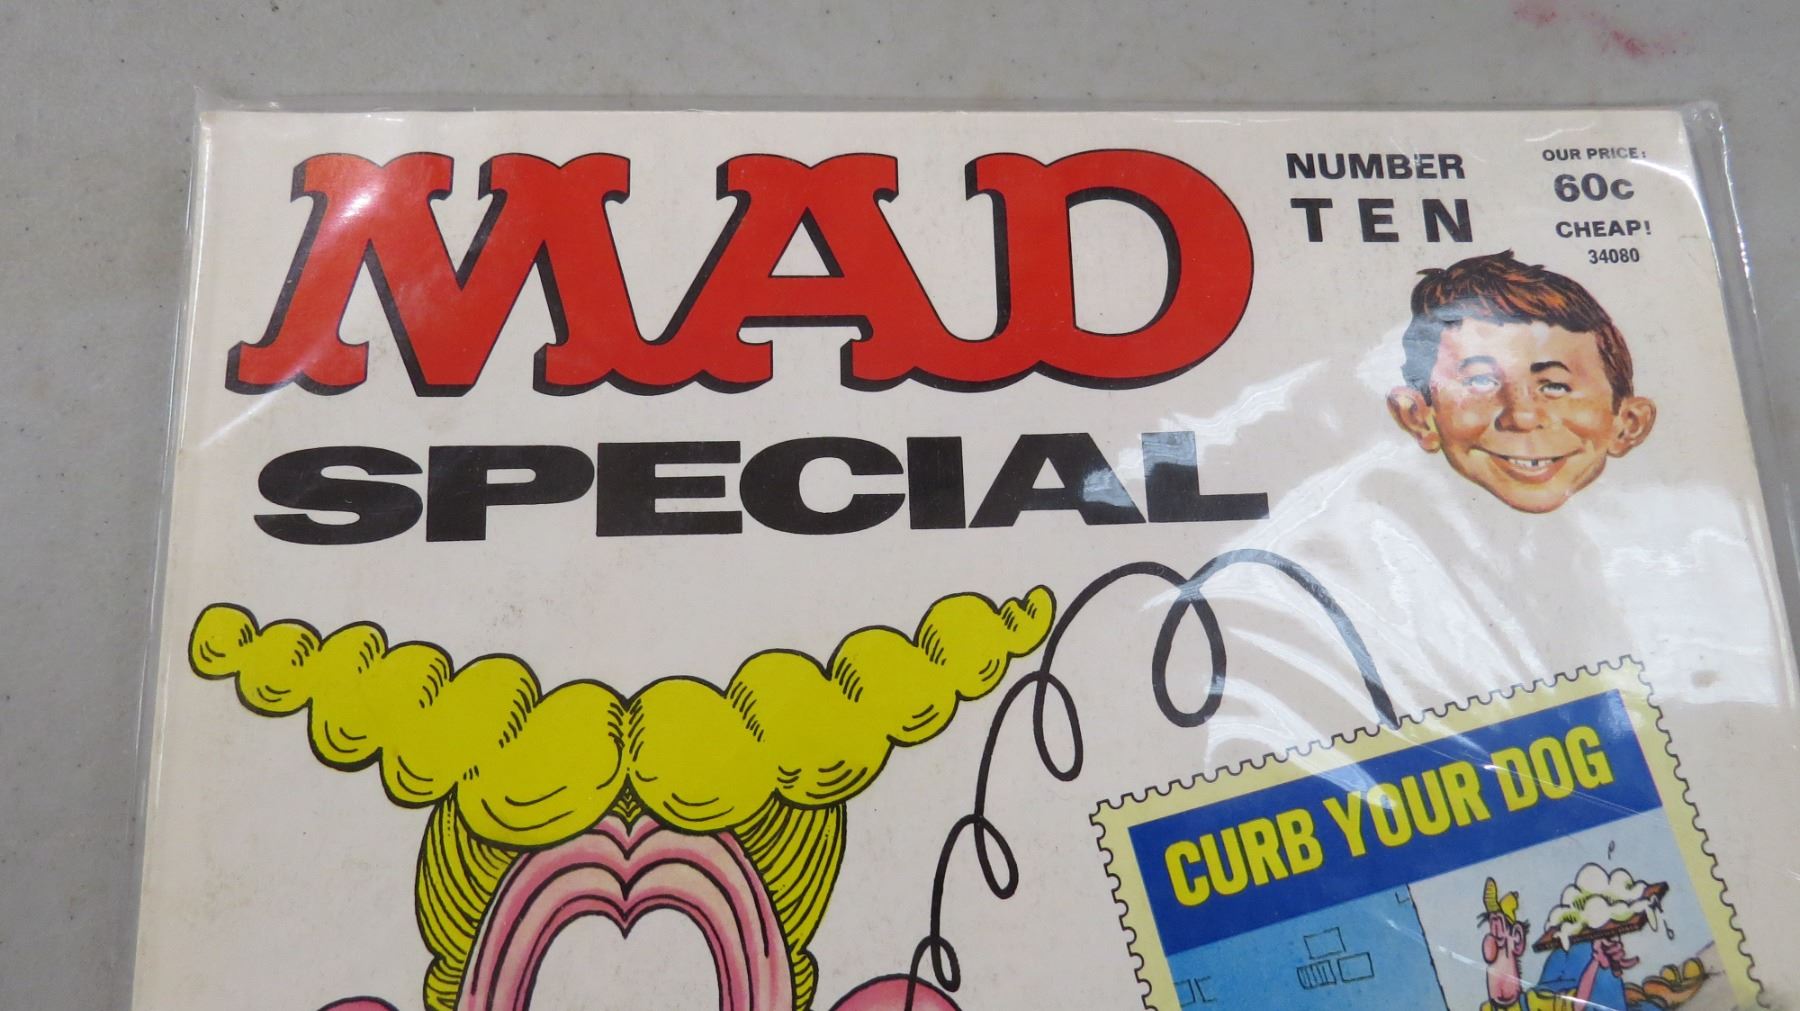 MAD
SPECIAL
NUMBER
TEN
OUR PRICE:
60c
CHEAP!
34080
CURB YOUR DOG